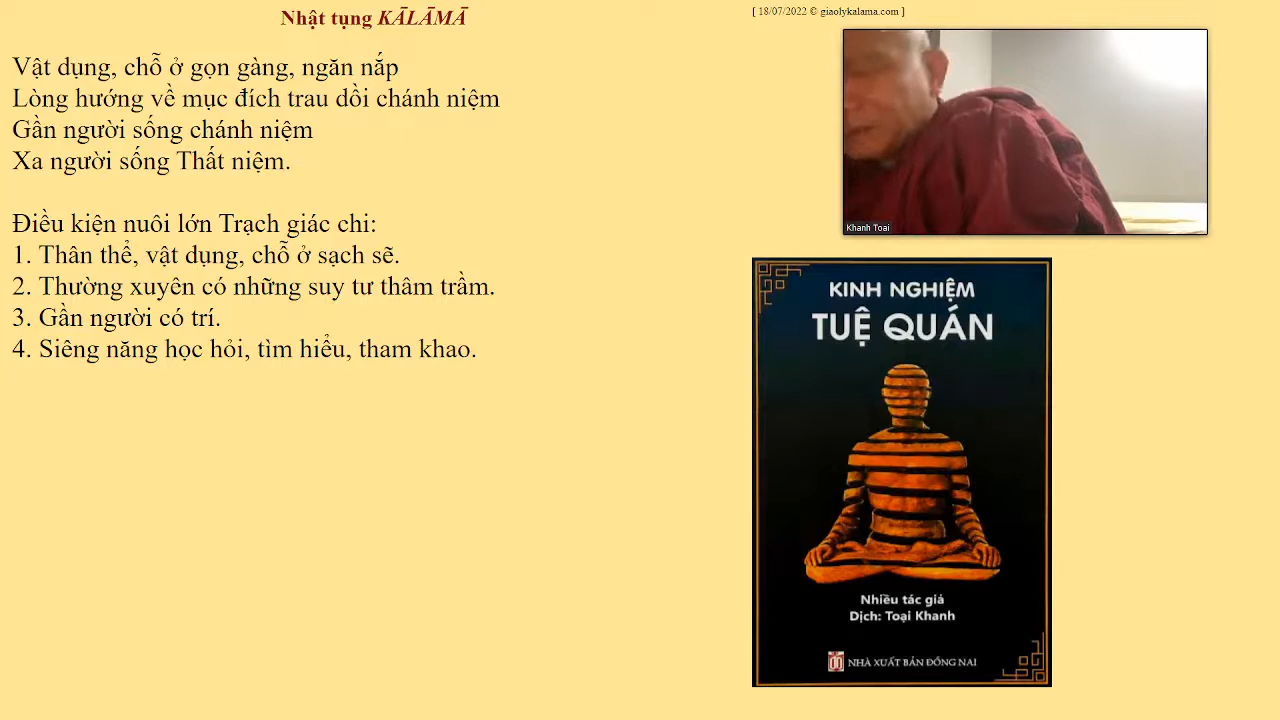 Nhật tụng KĀLĀMĀ
[ 18/07/2022 © giaolykalama.com ]
Vật dụng, chỗ ở gọn gàng, ngăn nắp
Lòng hướng về mục đích trau dồi chánh niệm
Gần người sống chánh niệm
Xa người sống Thất niệm.
Điều kiện nuôi lớn Trạch giác chi:
1. Thân thể, vật dụng, chỗ ở sạch sẽ.
2. Thường xuyên có những suy tư thâm trầm.
3. Gần người có trí.
4. Siêng năng học hỏi, tìm hiểu, tham khao.
Khanh Toai
KINH NGHIỆM
TUỆ QUÁN
Nhiều tác giả
Dịch: Toại Khanh
NHÀ XUẤT BẢN ĐỒNG NAI